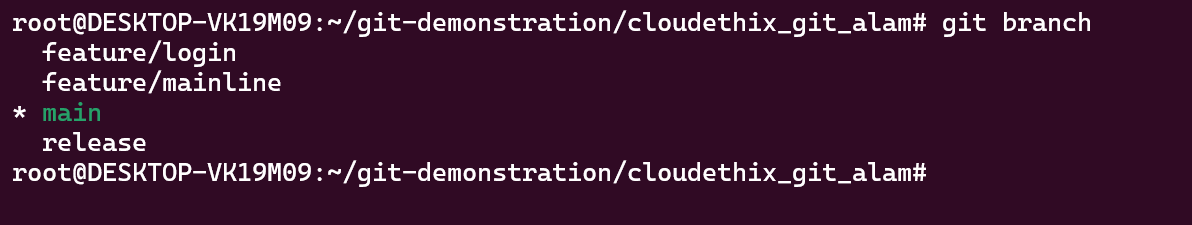 root@DESKTOP-VK19M09:~/git-demonstration/cloudethix_git_alam# git branch
  feature/login
  feature/mainline
* main
  release
root@DESKTOP-VK19M09:~/git-demonstration/cloudethix_git_alam#